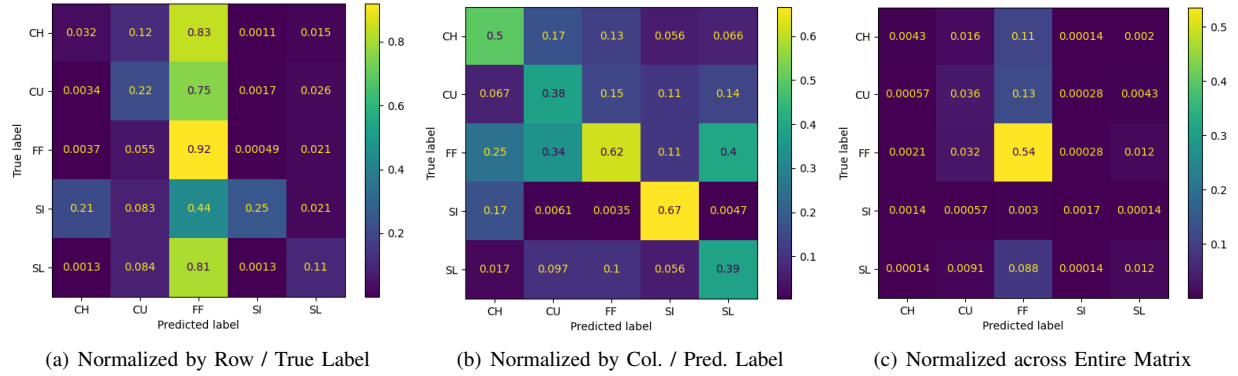 CH 0.032 0.12 0.83 0.0011 0.015
CU 0.0034 0.22 0.75 0.0017 0.026
FF 0.0037 0.055 0.92 0.00049 0.021
SI 0.21 0.083 0.44 0.25 0.021
SL 0.0013 0.084 0.81 0.0013 0.11
True label
CH CU FF SI SL
Predicted label
0.8
0.6
0.4
0.2
(a) Normalized by Row / True Label
CH 0.5 0.17 0.13 0.056 0.066
CU 0.067 0.38 0.15 0.11 0.14
FF 0.25 0.34 0.62 0.11 0.4
SI 0.17 0.0061 0.0035 0.67 0.0047
SL 0.017 0.097 0.1 0.056 0.39
True label
CH CU FF SI SL
Predicted label
0.6
0.5
0.4
0.3
0.2
0.1
(b) Normalized by Col. / Pred. Label
CH 0.0043 0.016 0.11 0.00014 0.002
CU 0.00057 0.036 0.13 0.00028 0.0043
FF 0.0021 0.032 0.54 0.00028 0.012
SI 0.0014 0.00057 0.003 0.0017 0.00014
SL 0.00014 0.0091 0.088 0.00014 0.012
True label
CH CU FF SI SL
Predicted label
0.5
0.4
0.3
0.2
0.1
(c) Normalized across Entire Matrix